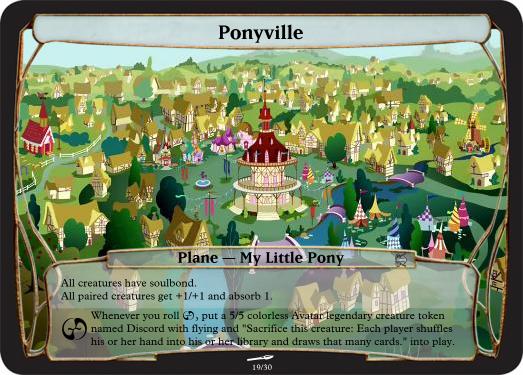 Ponyville
Plane — My Little Pony
All creatures have soulbond.
All paired creatures get +1/+1 and absorb 1.
Whenever you roll , put a 5/5 colorless Avatar legendary creature token
named Discord with flying and "Sacrifice this creature: Each player shuffles
his or her hand into his or her library and draws that many cards." into play.
19/30